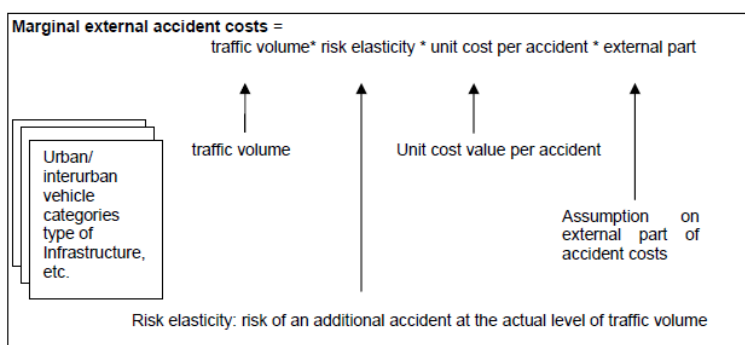 Marginal external accident costs =
traffic volume* risk elasticity * unit cost per accident * external part
traffic volume
Unit cost value per accident
Urban/
interurban
vehicle
categories
type of
Infrastructure,
etc.
Assumption on
external part of
accident costs
Risk elasticity: risk of an additional accident at the actual level of traffic volume